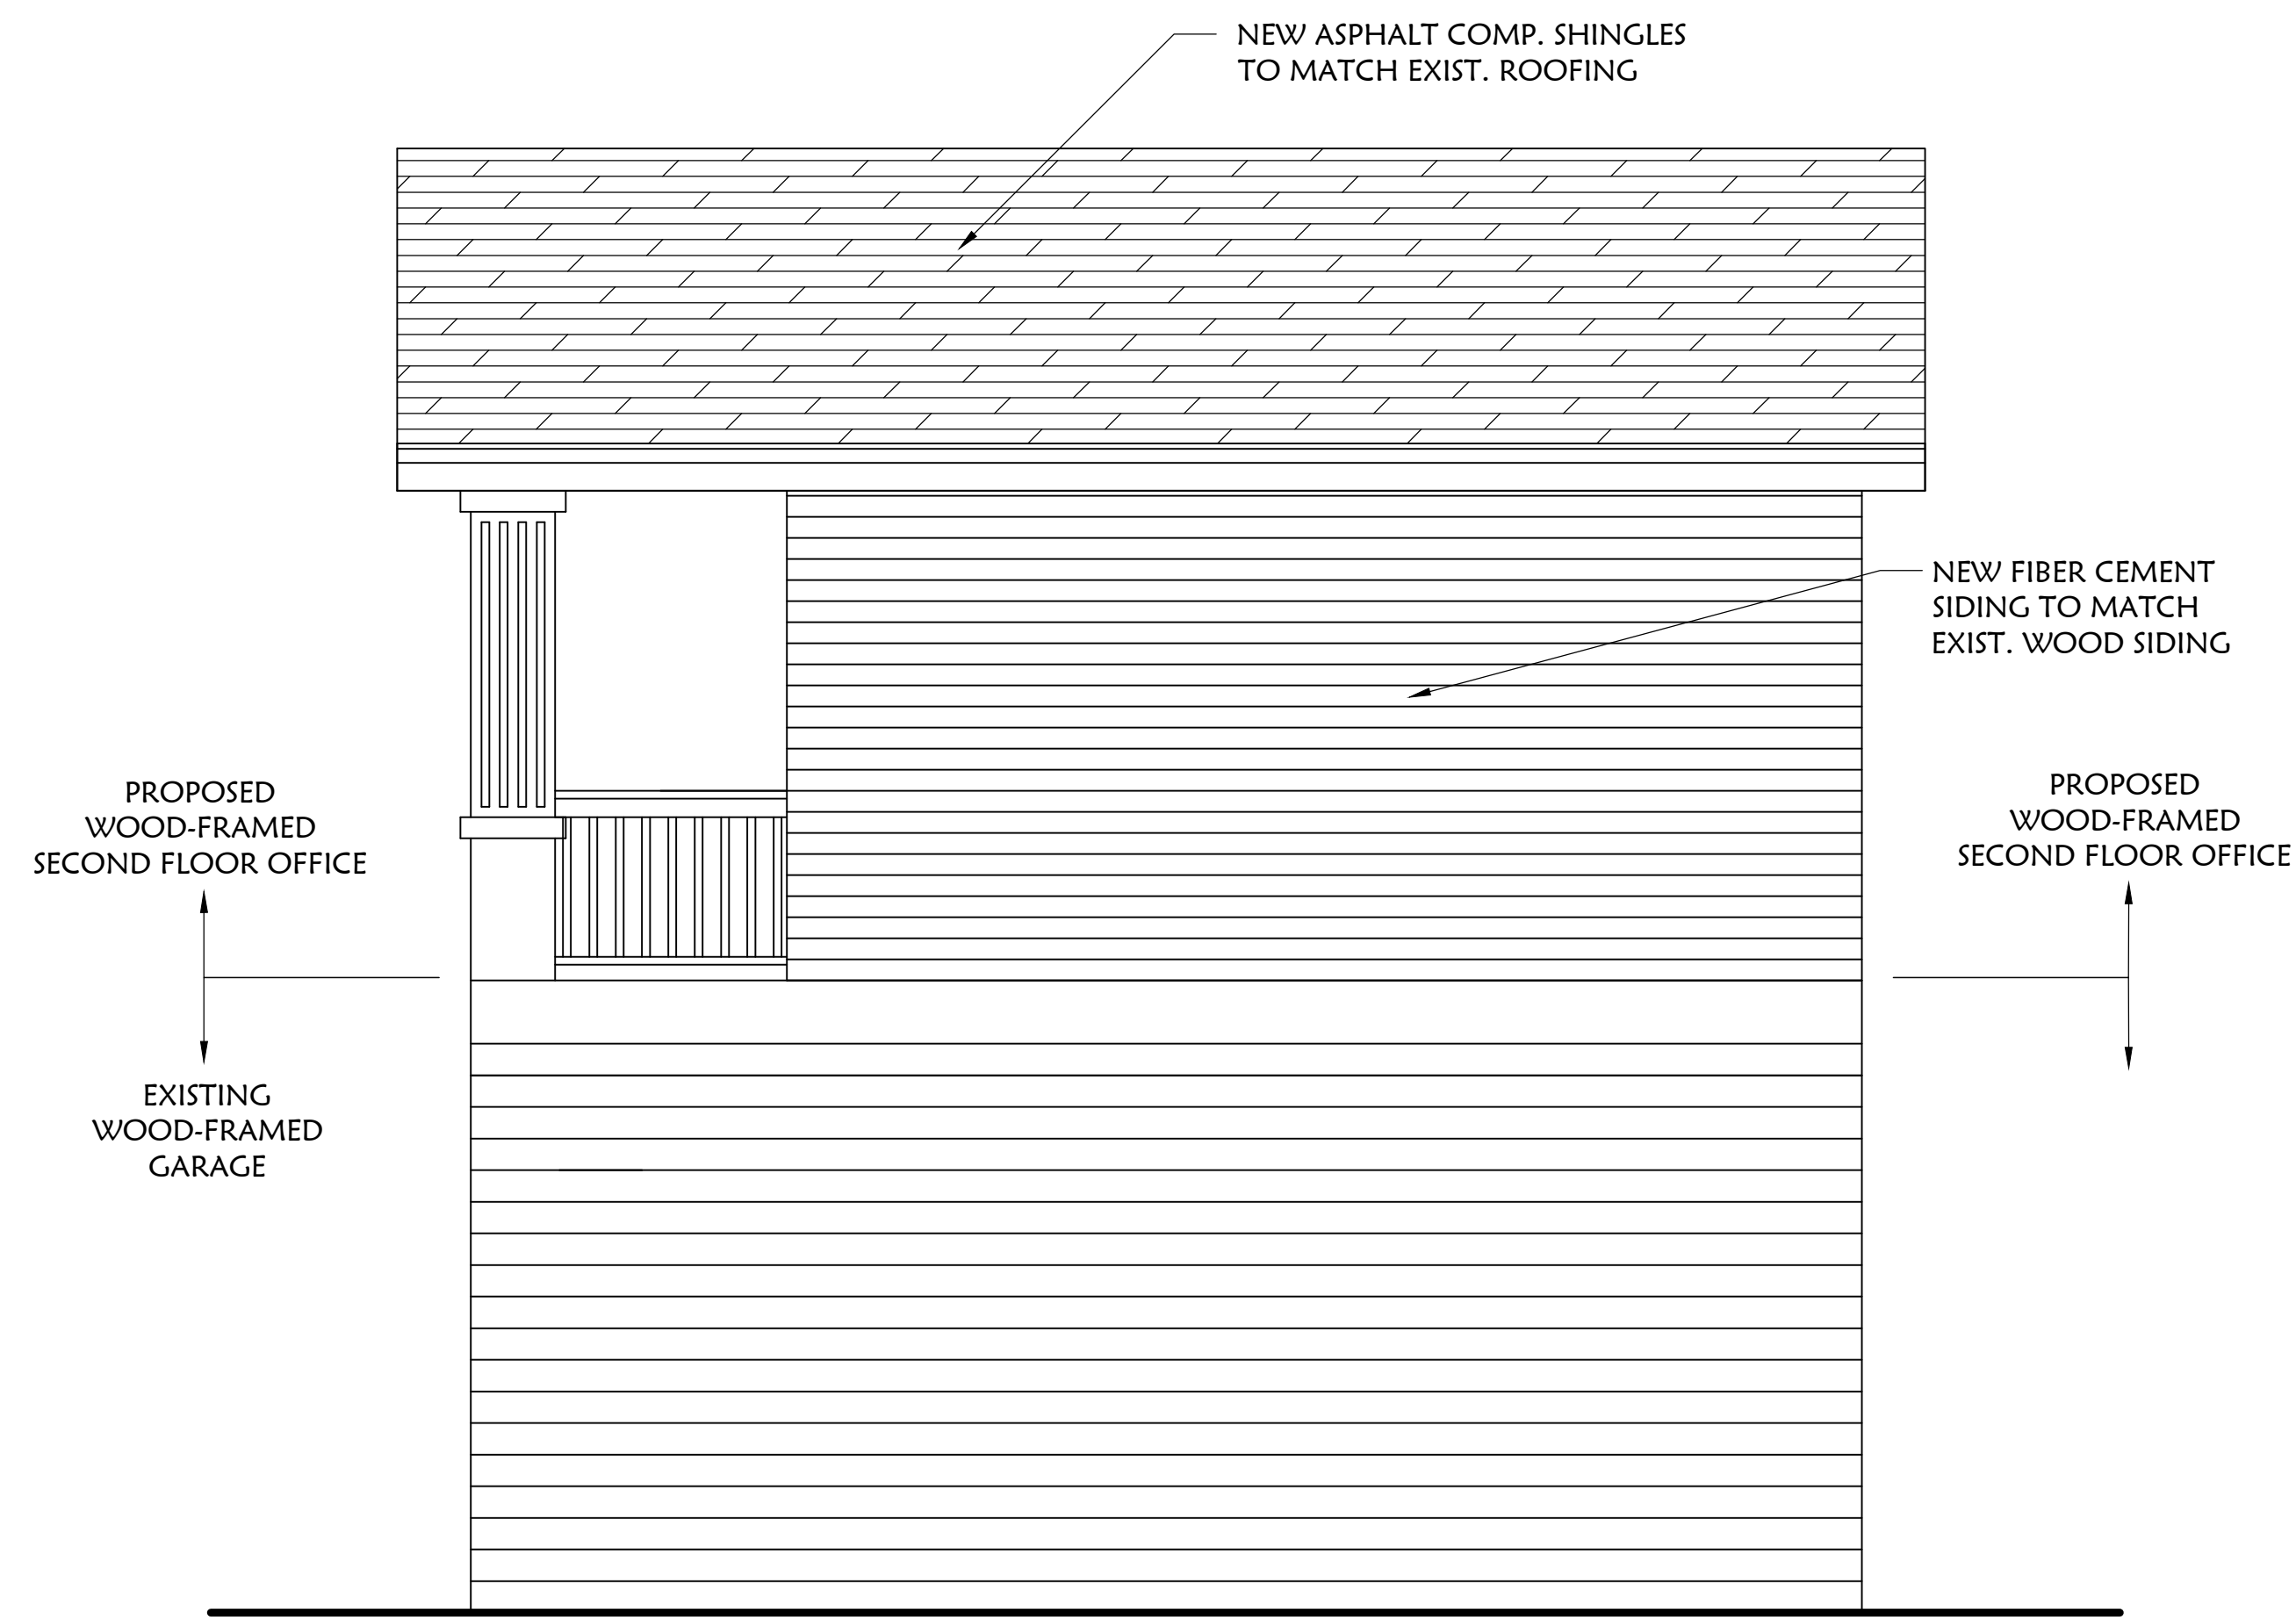 NEW ASPHALT COMP. SHINGLES
TO MATCH EXIST. ROOFING
NEW FIBER CEMENT
SIDING TO MATCH
EXIST. WOOD SIDING
PROPOSED
WOOD-FRAMED
SECOND FLOOR OFFICE
PROPOSED
WOOD-FRAMED
SECOND FLOOR OFFICE
EXISTING
WOOD-FRAMED
GARAGE